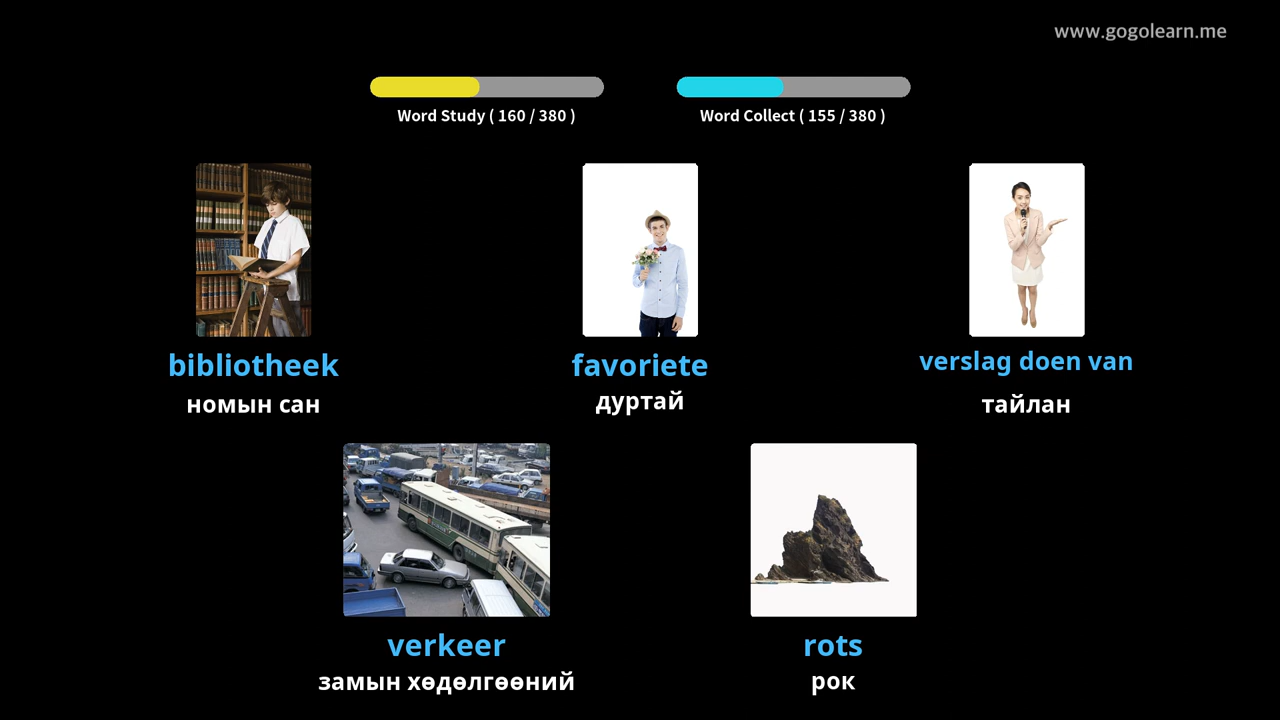 www.gogolearn.me
Word Study ( 160 / 380 )
Word Collect ( 155 / 380 )
bibliotheek
номын сан
favoriete
дуртай
verslag doen van
тайлан
verkeer
замын хөдөлгөөний
rots
рок